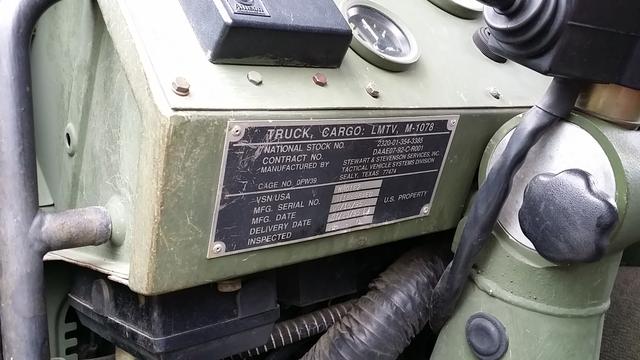 TRUCK, CARGO: LMTV, M-1078
NATIONAL STOCK NO. 2320-01-354-3385
CONTRACT NO. DAAE07-92-C-R001
MANUFACTURED BY STEWART & STEVENSON SERVICES, INC.
TACTICAL VEHICLE SYSTEMS DIVISION
SEALY, TEXAS 77474
CAGE NO. 0PW39
VSN/USA
MFG. SERIAL NO. U.S. PROPERTY
MFG. DATE
DELIVERY DATE
INSPECTED